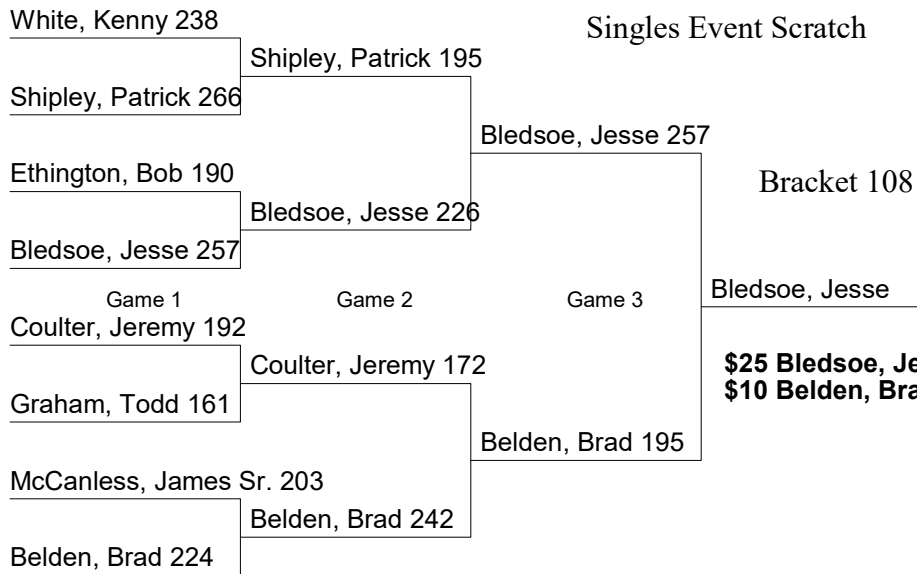 White, Kenny 238
Singles Event Scratch
Shipley, Patrick 195
Shipley, Patrick 266
Bledsoe, Jesse 257
Ethington, Bob 190
Bracket 108
Bledsoe, Jesse 226
Bledsoe, Jesse 257
Game 1
Game 2
Game 3
Bledsoe, Jesse
Coulter, Jeremy 192
Coulter, Jeremy 172
$25 Bledsoe, Je
$10 Belden, Bra
Graham, Todd 161
Belden, Brad 195
McCanless, James Sr. 203
Belden, Brad 242
Belden, Brad 224